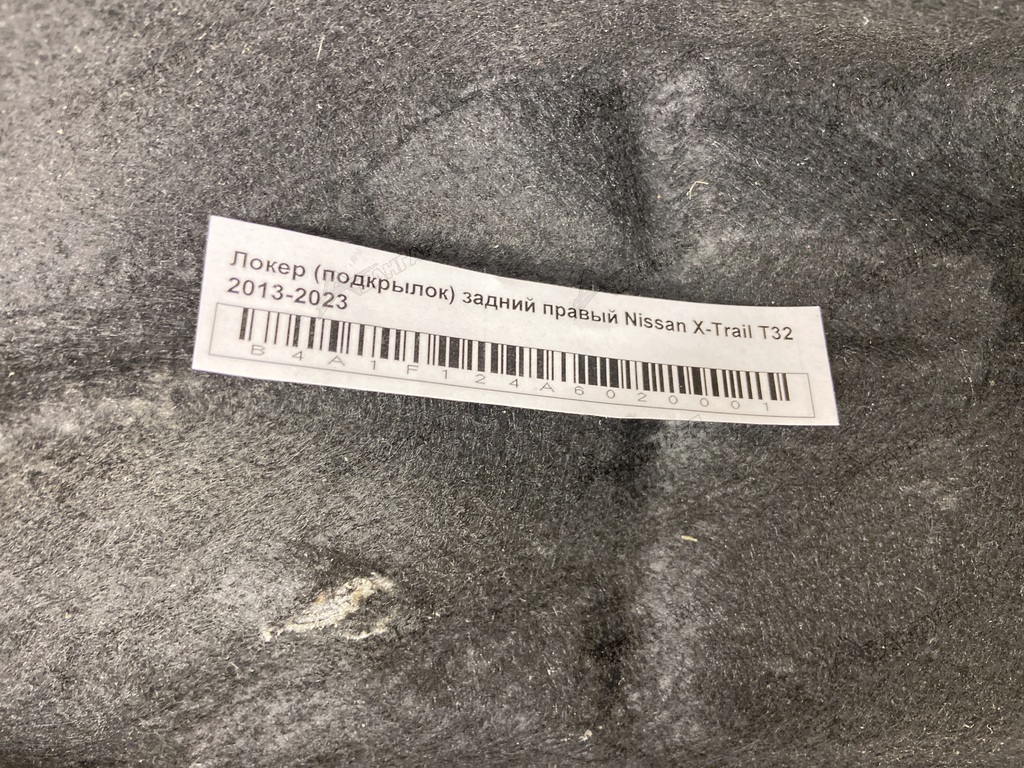 Локер (подкрылок) задний правый Nissan X-Trail T32
2013-2023
B4A1F124A6020001